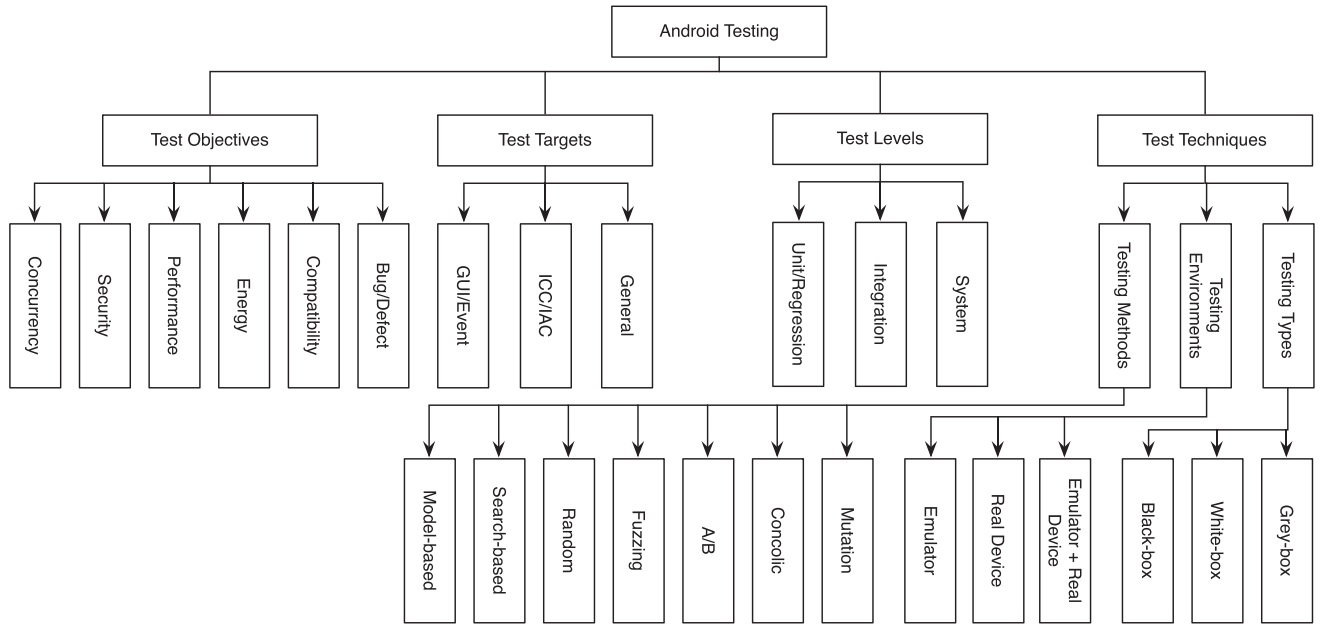 Android Testing
Test Objectives
Test Targets
Test Levels
Test Techniques
Concurrency
Security
Performance
Energy
Compatibility
Bug/Defect
GUI/Event
ICC/IAC
General
Unit/Regression
Integration
System
Testing Methods
Testing
Environments
Testing Types
Model-based
Search-based
Random
Fuzzing
A/B
Concolic
Mutation
Emulator
Real Device
Emulator + Real
Device
Black-box
White-box
Grey-box